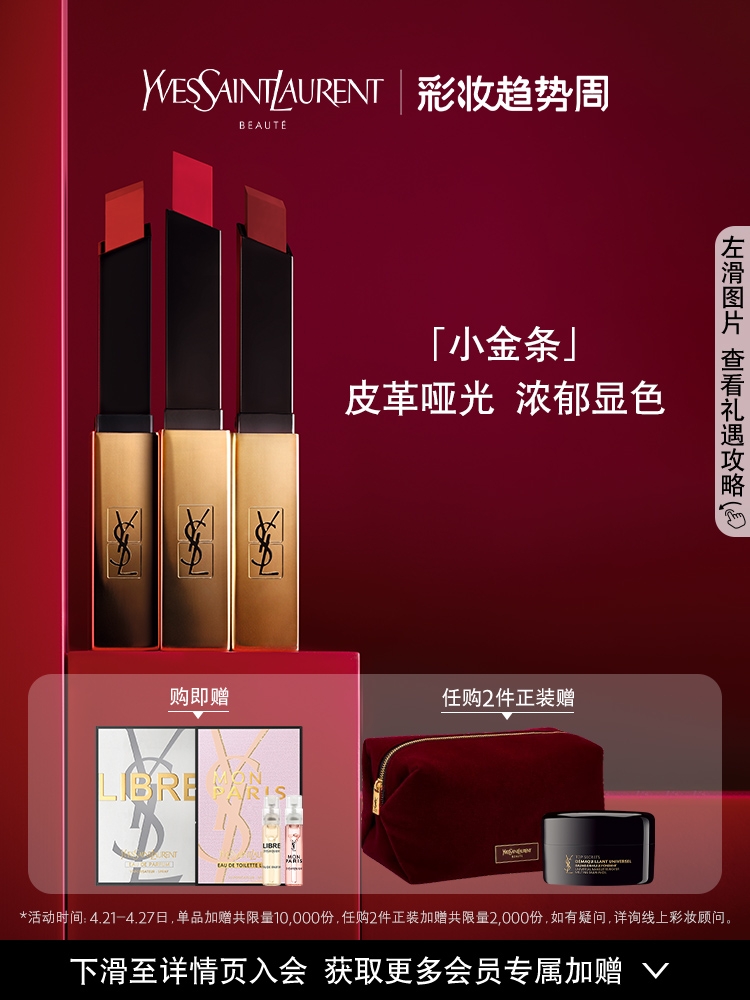 YVESSAINTLAURENT
BEAUTÉ
彩妆趋势周
「小金条」
皮革哑光 浓郁显色
左滑图片 查看礼遇攻略
购即赠
任购2件正装赠
LIBRE
YVESSAINTLAURENT
EAU DE PARFUM
MON
PARIS
EAU DE TOILETTE
LIBRE
MON
PARIS
YVESSAINTLAURENT
BEAUTÉ
TOP SECRETS
DÉMAQUILLANT UNIVERSEL
*活动时间: 4.21—4.27日, 单品加赠共限量10,000份, 任购2件正装加赠共限量2,000份, 如有疑问, 详询线上彩妆顾问。
下滑至详情页入会 获取更多会员专属加赠